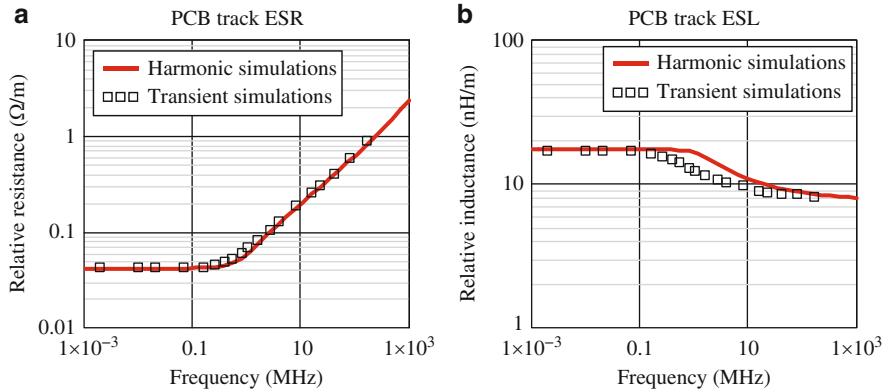 a
PCB track ESR
10
1
0.1
0.01
Relative resistance (Ω/m)
Harmonic simulations
Transient simulations
1×10⁻³
0.1
10
1×10³
Frequency (MHz)
b
PCB track ESL
100
10
1
Relative inductance (nH/m)
Harmonic simulations
Transient simulations
1×10⁻³
0.1
10
1×10³
Frequency (MHz)